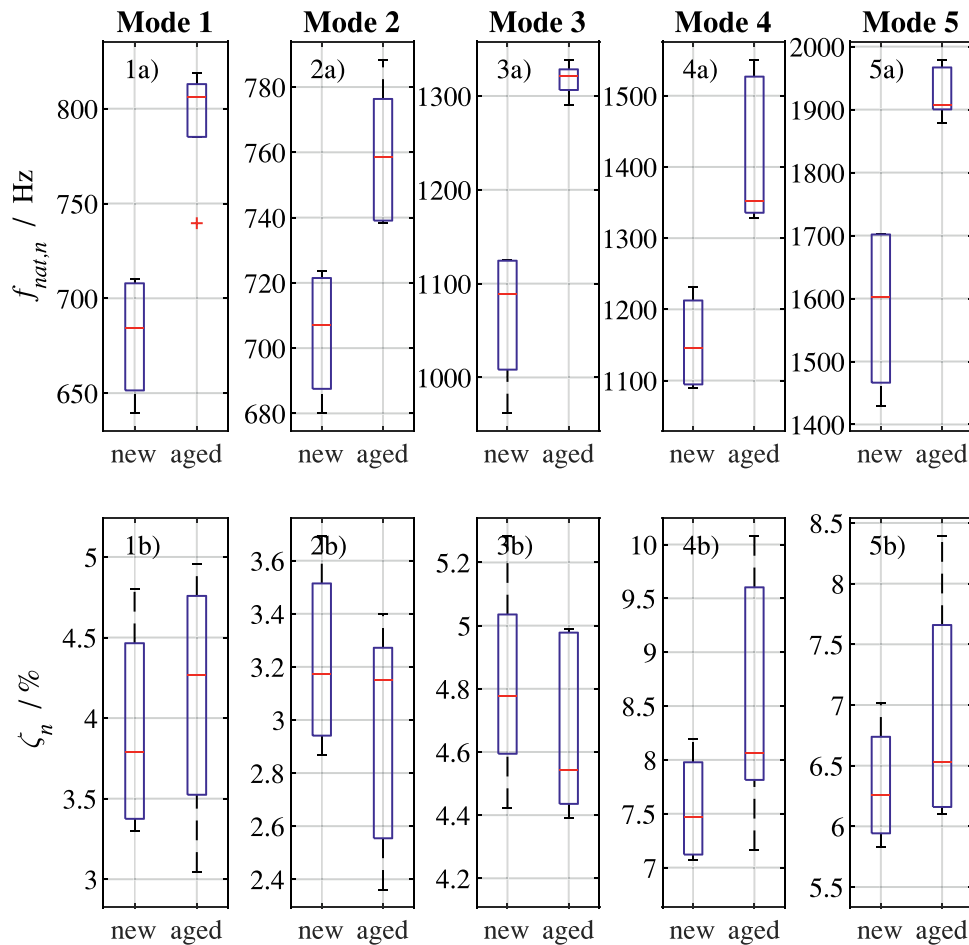 Mode 1 Mode 2 Mode 3 Mode 4 Mode 5
f_nat,n / Hz
1a)
800
750
700
650
new aged
2a)
780
760
740
720
700
680
new aged
3a)
1300
1200
1100
1000
new aged
4a)
1500
1400
1300
1200
1100
new aged
5a)
2000
1900
1800
1700
1600
1500
1400
new aged
ζ_n / %
1b)
5
4.5
4
3.5
3
new aged
2b)
3.6
3.4
3.2
3
2.8
2.6
2.4
new aged
3b)
5.2
5
4.8
4.6
4.4
4.2
new aged
4b)
10
9.5
9
8.5
8
7.5
7
new aged
5b)
8.5
8
7.5
7
6.5
6
5.5
new aged